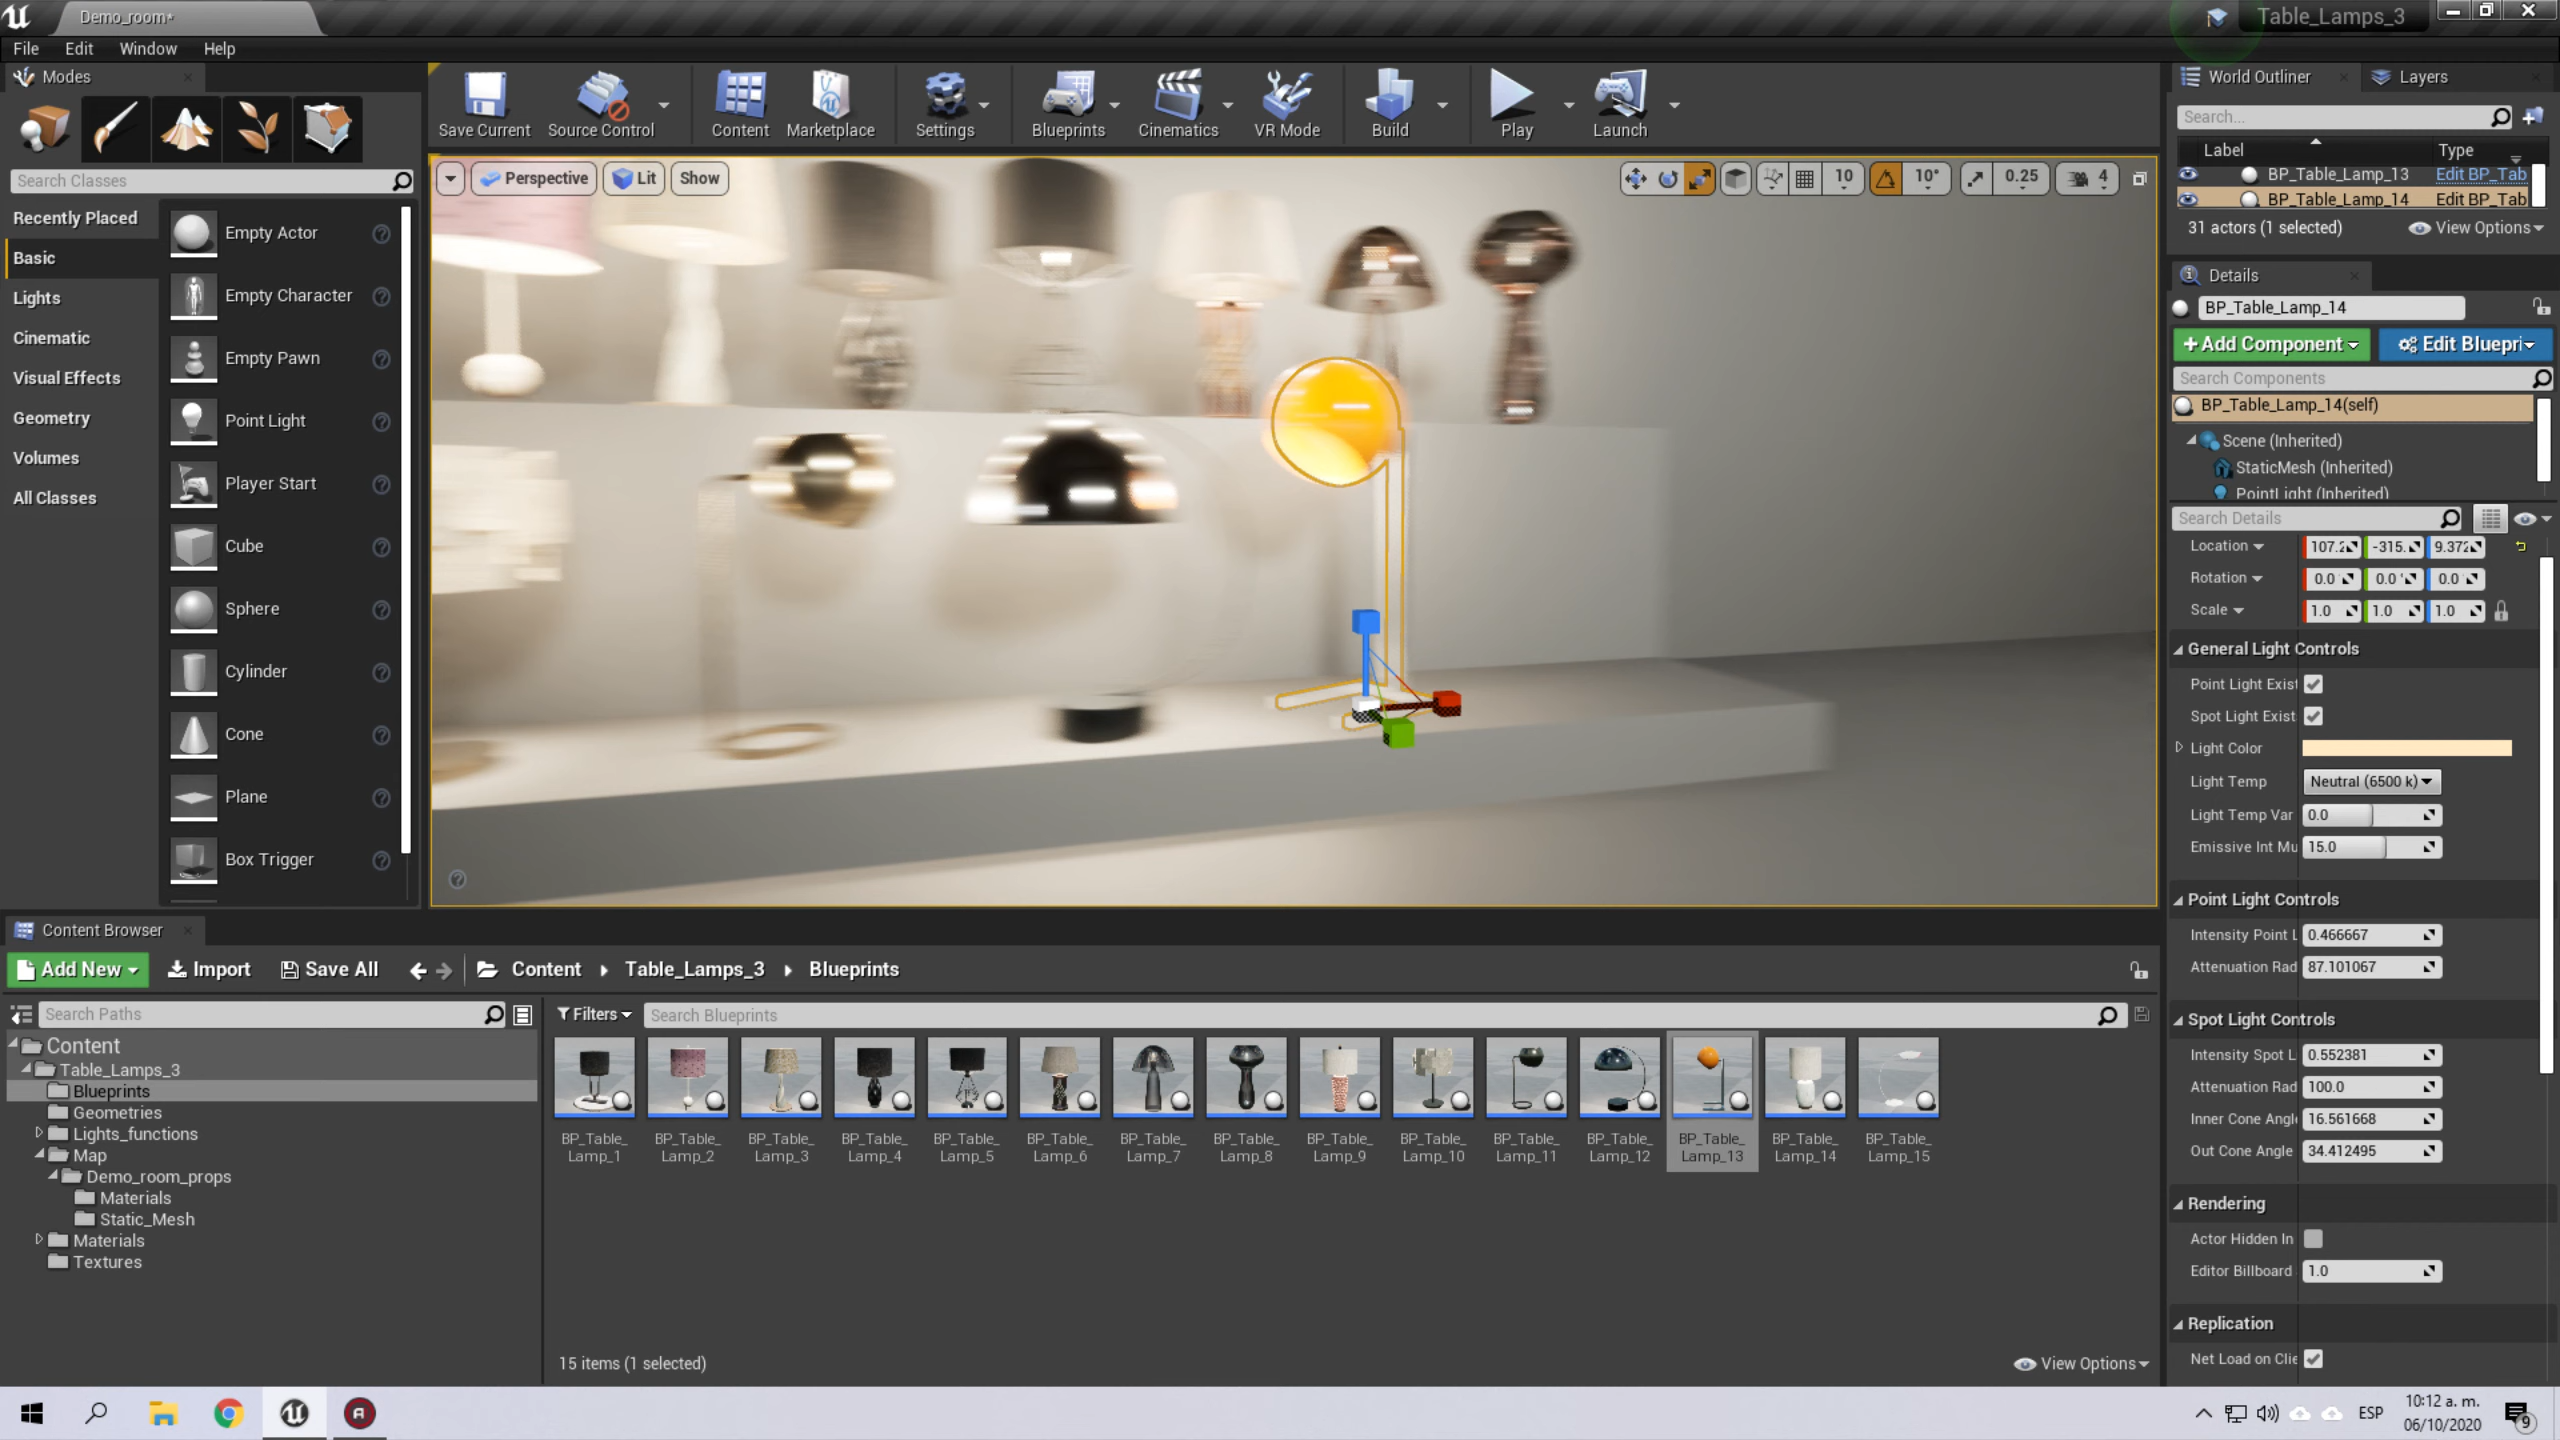 Demo_room*
Table_Lamps_3
File
Edit
Window
Help
Modes
Search Classes
Recently Placed
Basic
Lights
Cinematic
Visual Effects
Geometry
Volumes
All Classes
Empty Actor
Empty Character
Empty Pawn
Point Light
Player Start
Cube
Sphere
Cylinder
Cone
Plane
Box Trigger
Save Current
Source Control
Content
Marketplace
Settings
Blueprints
Cinematics
VR Mode
Build
Play
Launch
Perspective
Lit
Show
10
10°
0.25
4
World Outliner
Layers
Search...
Label
Type
BP_Table_Lamp_13
Edit BP_Tab
BP_Table_Lamp_14
Edit BP_Tab
31 actors (1 selected)
View Options
Details
BP_Table_Lamp_14
+Add Component
Edit Bluepri
Search Components
BP_Table_Lamp_14(self)
Scene (Inherited)
StaticMesh (Inherited)
PointLight (Inherited)
Search Details
Location
107.2
-315.
9.372
Rotation
0.0 °
0.0 °
0.0
Scale
1.0
1.0
1.0
General Light Controls
Point Light Exist
Spot Light Exist
Light Color
Light Temp
Neutral (6500 k)
Light Temp Var
0.0
Emissive Int Mu
15.0
Point Light Controls
Intensity Point L
0.466667
Attenuation Rad
87.101067
Spot Light Controls
Intensity Spot L
0.552381
Attenuation Rad
100.0
Inner Cone Angl
16.561668
Out Cone Angle
34.412495
Rendering
Actor Hidden In
Editor Billboard
1.0
Replication
Net Load on Clie
Content Browser
Add New
Import
Save All
Content
Table_Lamps_3
Blueprints
Search Paths
Filters
Search Blueprints
Content
Table_Lamps_3
Blueprints
Geometries
Lights_functions
Map
Demo_room_props
Materials
Static_Mesh
Materials
Textures
BP_Table_
Lamp_1
BP_Table_
Lamp_2
BP_Table_
Lamp_3
BP_Table_
Lamp_4
BP_Table_
Lamp_5
BP_Table_
Lamp_6
BP_Table_
Lamp_7
BP_Table_
Lamp_8
BP_Table_
Lamp_9
BP_Table_
Lamp_10
BP_Table_
Lamp_11
BP_Table_
Lamp_12
BP_Table_
Lamp_13
BP_Table_
Lamp_14
BP_Table_
Lamp_15
15 items (1 selected)
View Options
ESP
10:12 a. m.
06/10/2020
9